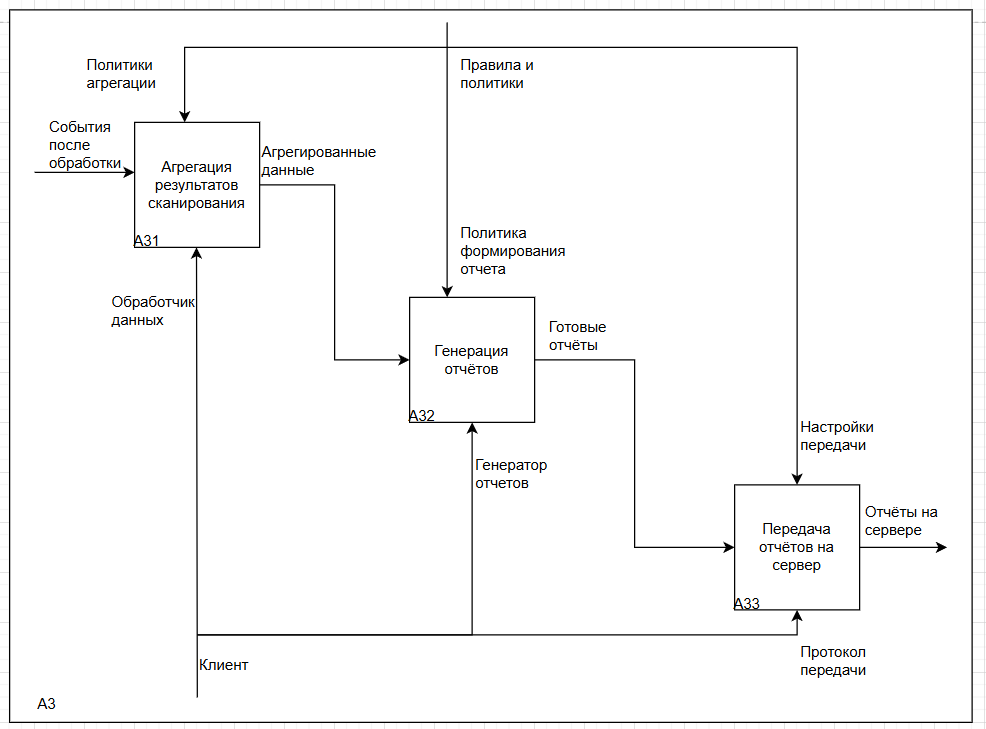 Политики
агрегации
Правила и
политики
События
после
обработки
Агрегация
результатов
сканирования
A31
Агрегированные
данные
Политика
формирования
отчета
Обработчик
данных
Генерация
отчётов
A32
Готовые
отчёты
Генератор
отчетов
Настройки
передачи
Передача
отчётов на
сервер
A33
Отчёты на
сервере
Клиент
Протокол
передачи
A3